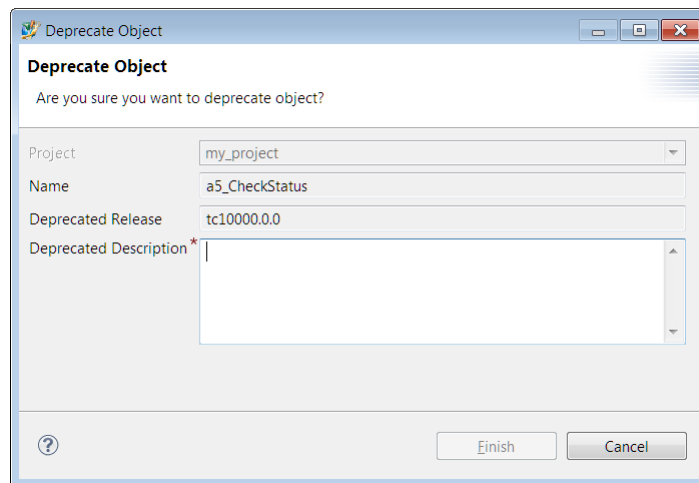 Deprecate Object
Deprecate Object
Are you sure you want to deprecate object?
Project my_project
Name a5_CheckStatus
Deprecated Release tc10000.0.0
Deprecated Description *
?
Finish Cancel